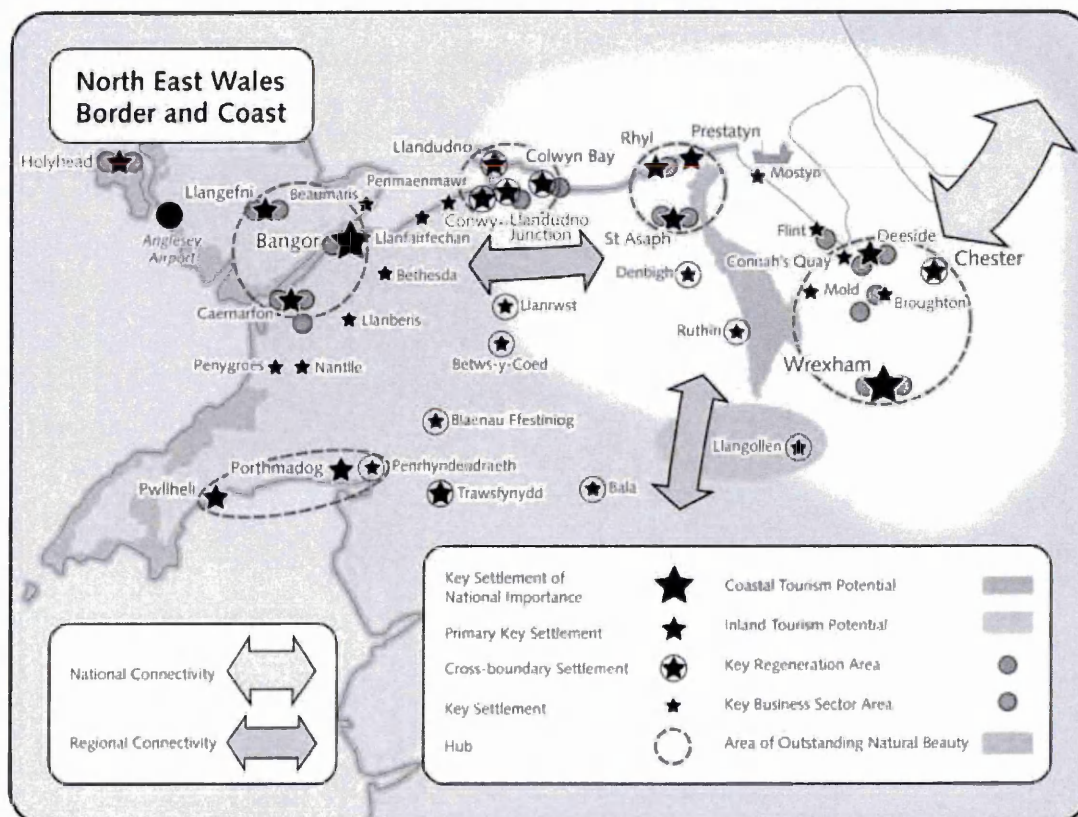 North East Wales
Border and Coast
Holyhead
Llangefni
Beaumaris
Penmaenmawr
Llandudno
Colwyn Bay
Rhyl
Prestatyn
Mostyn
Anglesey
Airport
Bangor
Llanfairfechan
Conwy
Llandudno
Junction
St Asaph
Flint
Deeside
Connah's Quay
Chester
Bethesda
Denbigh
Mold
Broughton
Caernarfon
Llanberis
Llanrwst
Ruthin
Penygroes
Nantlle
Betws-y-Coed
Wrexham
Blaenau Ffestiniog
Llangollen
Porthmadog
Penrhyndeudraeth
Pwllheli
Trawsfynydd
Bala
Key Settlement of
National Importance
Primary Key Settlement
Cross-boundary Settlement
Key Settlement
Hub
Coastal Tourism Potential
Inland Tourism Potential
Key Regeneration Area
Key Business Sector Area
Area of Outstanding Natural Beauty
National Connectivity
Regional Connectivity